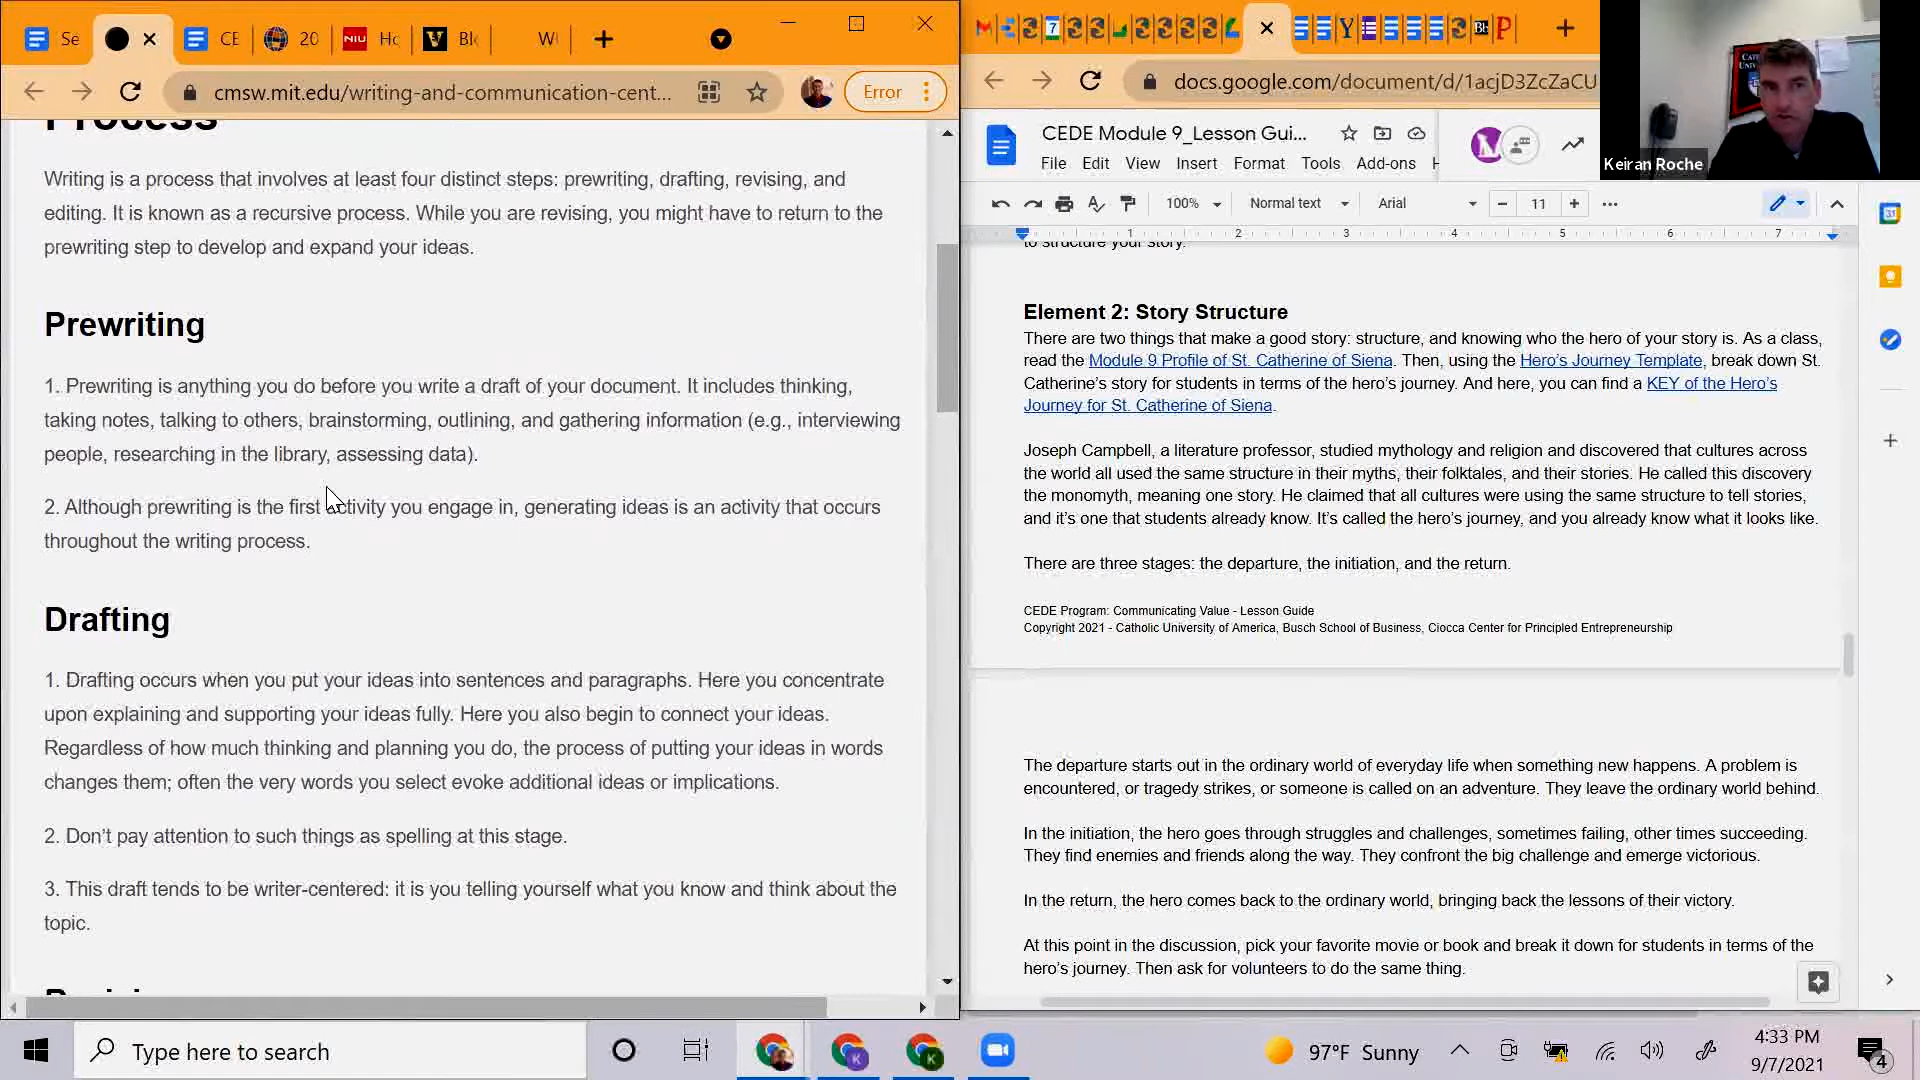 Se
CE
20
NIU
Ho
V
Blo
Wh
cmsw.mit.edu/writing-and-communication-cent...
Error
Process
Writing is a process that involves at least four distinct steps: prewriting, drafting, revising, and
editing. It is known as a recursive process. While you are revising, you might have to return to the
prewriting step to develop and expand your ideas.
Prewriting
1. Prewriting is anything you do before you write a draft of your document. It includes thinking,
taking notes, talking to others, brainstorming, outlining, and gathering information (e.g., interviewing
people, researching in the library, assessing data).
2. Although prewriting is the first activity you engage in, generating ideas is an activity that occurs
throughout the writing process.
Drafting
1. Drafting occurs when you put your ideas into sentences and paragraphs. Here you concentrate
upon explaining and supporting your ideas fully. Here you also begin to connect your ideas.
Regardless of how much thinking and planning you do, the process of putting your ideas in words
changes them; often the very words you select evoke additional ideas or implications.
2. Don't pay attention to such things as spelling at this stage.
3. This draft tends to be writer-centered: it is you telling yourself what you know and think about the
topic.
docs.google.com/document/d/1acjD3ZcZaCU
Keiran Roche
CEDE Module 9_Lesson Gui...
File Edit View Insert Format Tools Add-ons H
100% Normal text Arial 11
1 2 3 4 5 6 7
to structure your story.
Element 2: Story Structure
There are two things that make a good story: structure, and knowing who the hero of your story is. As a class,
read the Module 9 Profile of St. Catherine of Siena. Then, using the Hero's Journey Template, break down St.
Catherine's story for students in terms of the hero's journey. And here, you can find a KEY of the Hero's
Journey for St. Catherine of Siena.
Joseph Campbell, a literature professor, studied mythology and religion and discovered that cultures across
the world all used the same structure in their myths, their folktales, and their stories. He called this discovery
the monomyth, meaning one story. He claimed that all cultures were using the same structure to tell stories,
and it's one that students already know. It's called the hero's journey, and you already know what it looks like.
There are three stages: the departure, the initiation, and the return.
CEDE Program: Communicating Value - Lesson Guide
Copyright 2021 - Catholic University of America, Busch School of Business, Ciocca Center for Principled Entrepreneurship
The departure starts out in the ordinary world of everyday life when something new happens. A problem is
encountered, or tragedy strikes, or someone is called on an adventure. They leave the ordinary world behind.
In the initiation, the hero goes through struggles and challenges, sometimes failing, other times succeeding.
They find enemies and friends along the way. They confront the big challenge and emerge victorious.
In the return, the hero comes back to the ordinary world, bringing back the lessons of their victory.
At this point in the discussion, pick your favorite movie or book and break it down for students in terms of the
hero's journey. Then ask for volunteers to do the same thing.
Type here to search
97°F Sunny
4:33 PM
9/7/2021
4